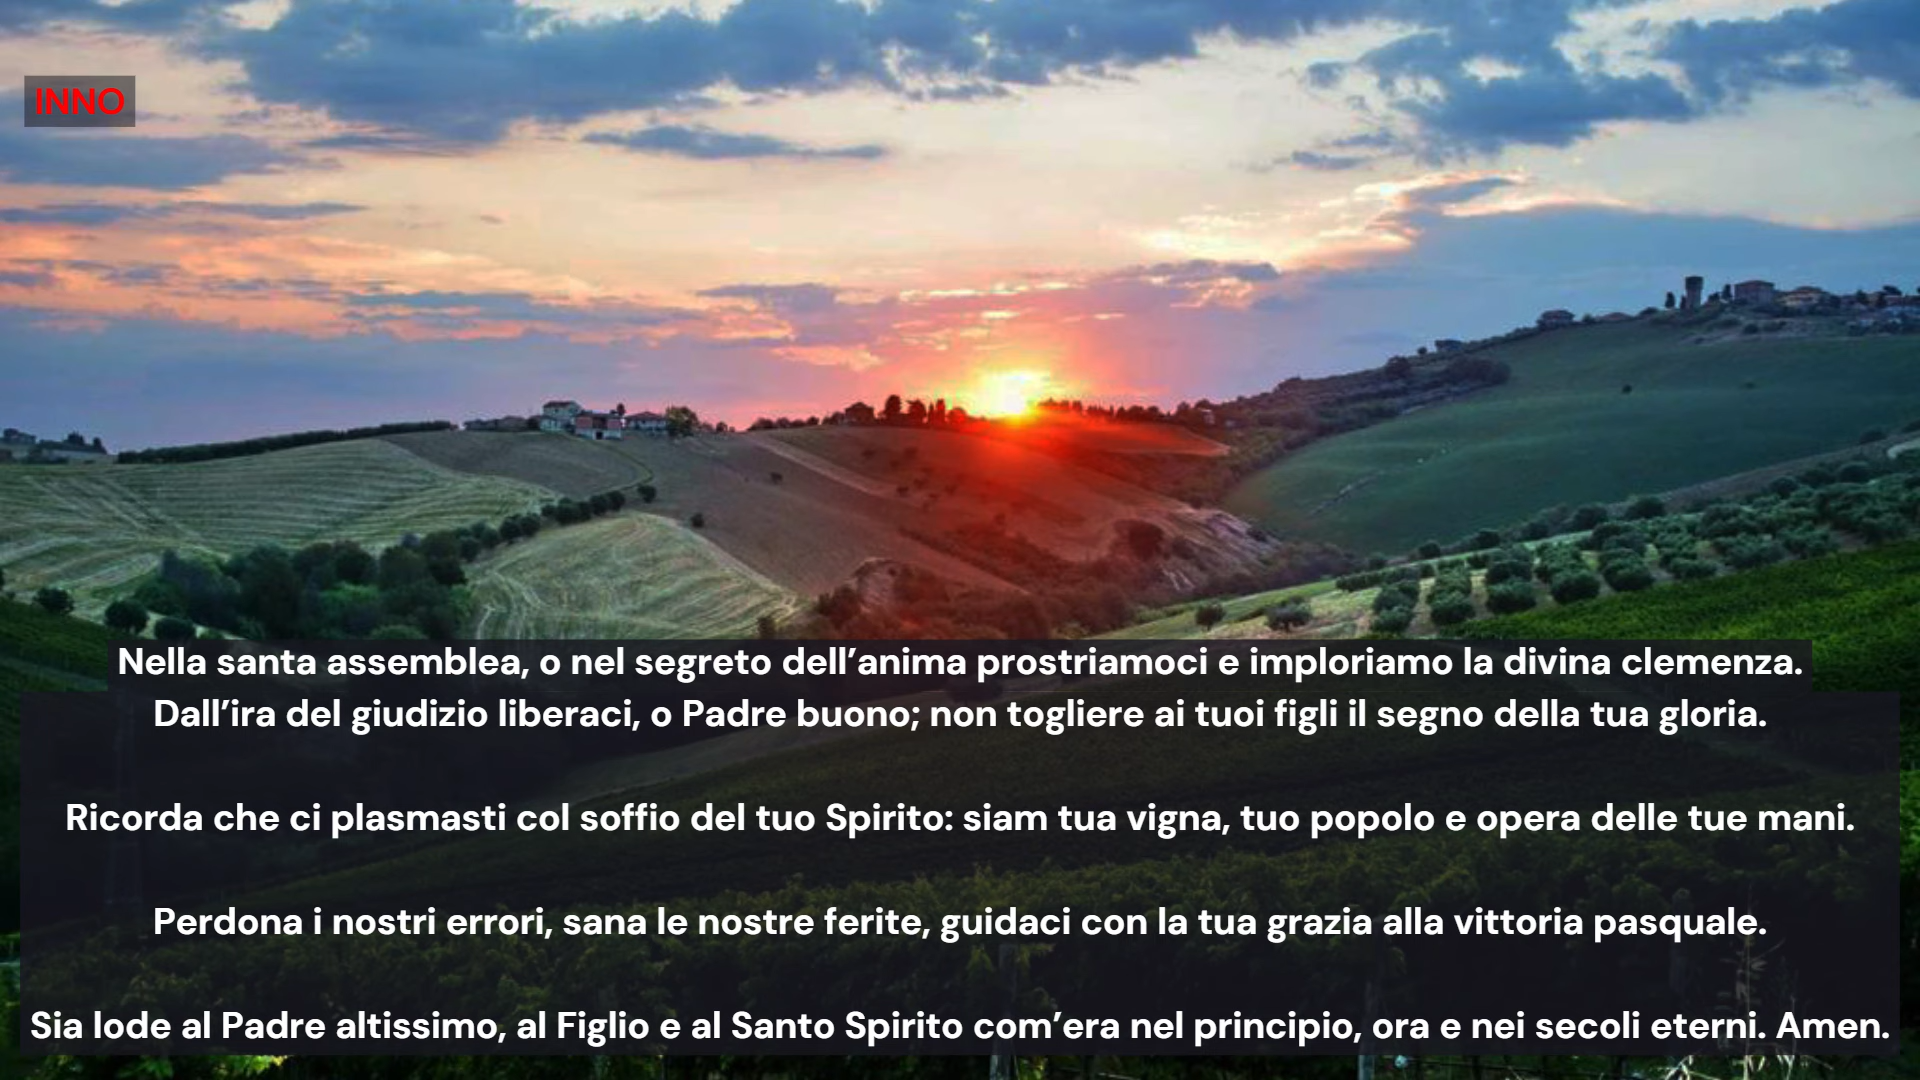 INNO
Nella santa assemblea, o nel segreto dell’anima prostriamoci e imploriamo la divina clemenza.
Dall’ira del giudizio liberaci, o Padre buono; non togliere ai tuoi figli il segno della tua gloria.
Ricorda che ci plasmasti col soffio del tuo Spirito: siam tua vigna, tuo popolo e opera delle tue mani.
Perdona i nostri errori, sana le nostre ferite, guidaci con la tua grazia alla vittoria pasquale.
Sia lode al Padre altissimo, al Figlio e al Santo Spirito com’era nel principio, ora e nei secoli eterni. Amen.